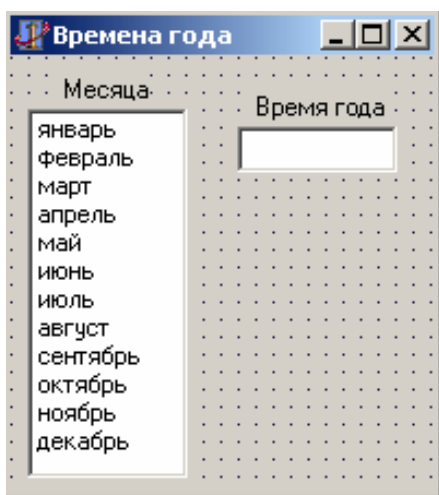 Времена года
Месяца
Время года
январь
февраль
март
апрель
май
июнь
июль
август
сентябрь
октябрь
ноябрь
декабрь